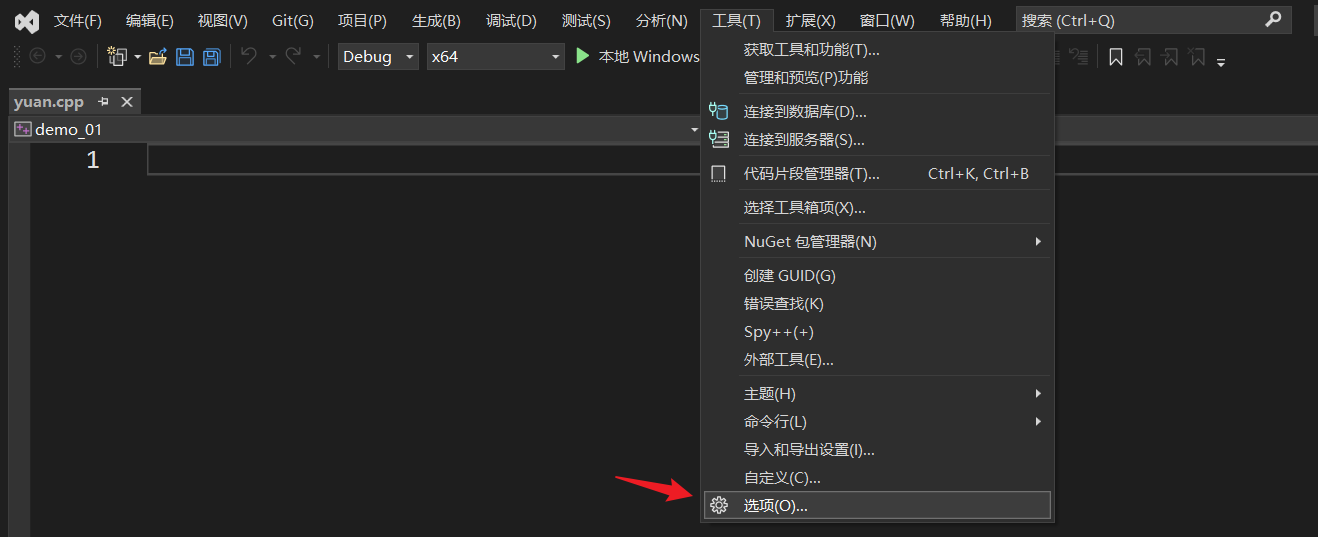 文件(F) 编辑(E) 视图(V) Git(G) 项目(P) 生成(B) 调试(D) 测试(S) 分析(N) 工具(T) 扩展(X) 窗口(W) 帮助(H) 搜索 (Ctrl+Q)
Debug x64 本地 Windows
yuan.cpp
demo_01
1
获取工具和功能(T)...
管理和预览(P)功能
连接到数据库(D)...
连接到服务器(S)...
代码片段管理器(T)... Ctrl+K, Ctrl+B
选择工具箱项(X)...
NuGet 包管理器(N)
创建 GUID(G)
错误查找(K)
Spy++(+)
外部工具(E)...
主题(H)
命令行(L)
导入和导出设置(I)...
自定义(C)...
选项(O)...